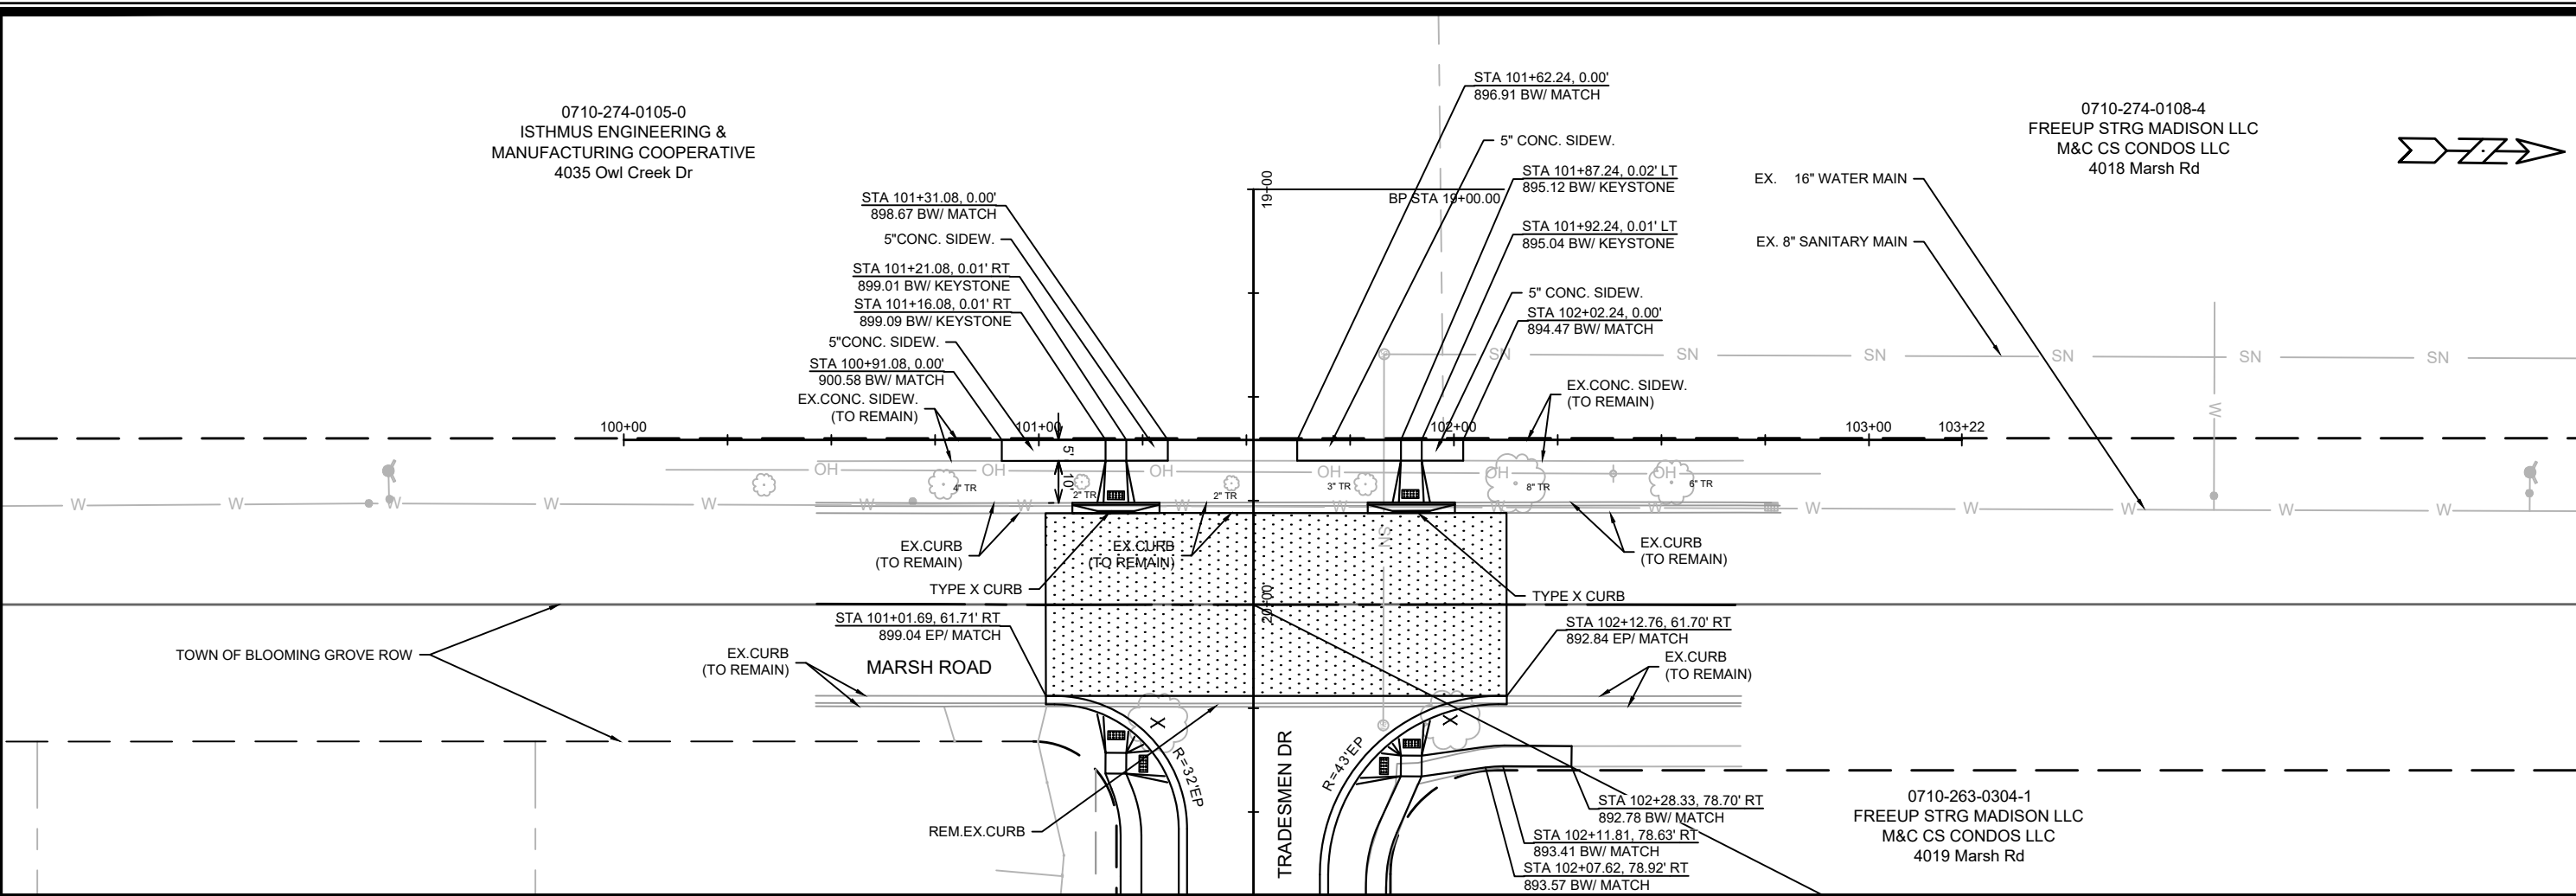 0710-274-0105-0
ISTHMUS ENGINEERING &
MANUFACTURING COOPERATIVE
4035 Owl Creek Dr
STA 101+62.24, 0.00'
896.91 BW/ MATCH
5" CONC. SIDEW.
STA 101+87.24, 0.02' LT
895.12 BW/ KEYSTONE
STA 101+92.24, 0.01' LT
895.04 BW/ KEYSTONE
5" CONC. SIDEW.
STA 102+02.24, 0.00'
894.47 BW/ MATCH
EX.CONC. SIDEW.
(TO REMAIN)
0710-274-0108-4
FREEUP STRG MADISON LLC
M&C CS CONDOS LLC
4018 Marsh Rd
EX. 16" WATER MAIN
EX. 8" SANITARY MAIN
19+00
BP STA 19+00.00
STA 101+31.08, 0.00'
898.67 BW/ MATCH
5"CONC. SIDEW.
STA 101+21.08, 0.01' RT
899.01 BW/ KEYSTONE
STA 101+16.08, 0.01' RT
899.09 BW/ KEYSTONE
5"CONC. SIDEW.
STA 100+91.08, 0.00'
900.58 BW/ MATCH
EX.CONC. SIDEW.
(TO REMAIN)
SN SN SN SN SN SN
100+00 101+00 102+00 103+00 103+22
W
5'
10'
OH OH OH OH OH OH
4" TR 2" TR 2" TR 3" TR 8" TR 6" TR
W W W W W W W W W W W W W W W W
SN
EX.CURB
(TO REMAIN)
EX.CURB
(TO REMAIN)
EX.CURB
(TO REMAIN)
TYPE X CURB
TYPE X CURB
20+00
STA 101+01.69, 61.71' RT
899.04 EP/ MATCH
STA 102+12.76, 61.70' RT
892.84 EP/ MATCH
TOWN OF BLOOMING GROVE ROW
EX.CURB
(TO REMAIN)
MARSH ROAD
EX.CURB
(TO REMAIN)
X
X
R=32'EP
R=43'EP
TRADESMEN DR
REM.EX.CURB
STA 102+28.33, 78.70' RT
892.78 BW/ MATCH
STA 102+11.81, 78.63' RT
893.41 BW/ MATCH
STA 102+07.62, 78.92' RT
893.57 BW/ MATCH
0710-263-0304-1
FREEUP STRG MADISON LLC
M&C CS CONDOS LLC
4019 Marsh Rd